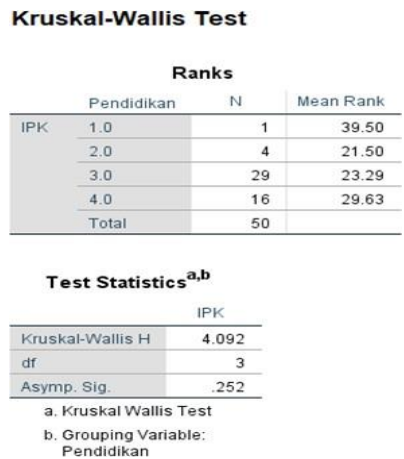 Kruskal-Wallis Test
Ranks
Pendidikan N Mean Rank
IPK 1.0 1 39.50
2.0 4 21.50
3.0 29 23.29
4.0 16 29.63
Total 50
Test Statisticsa,b
IPK
Kruskal-Wallis H 4.092
df 3
Asymp. Sig. .252
a. Kruskal Wallis Test
b. Grouping Variable:
Pendidikan